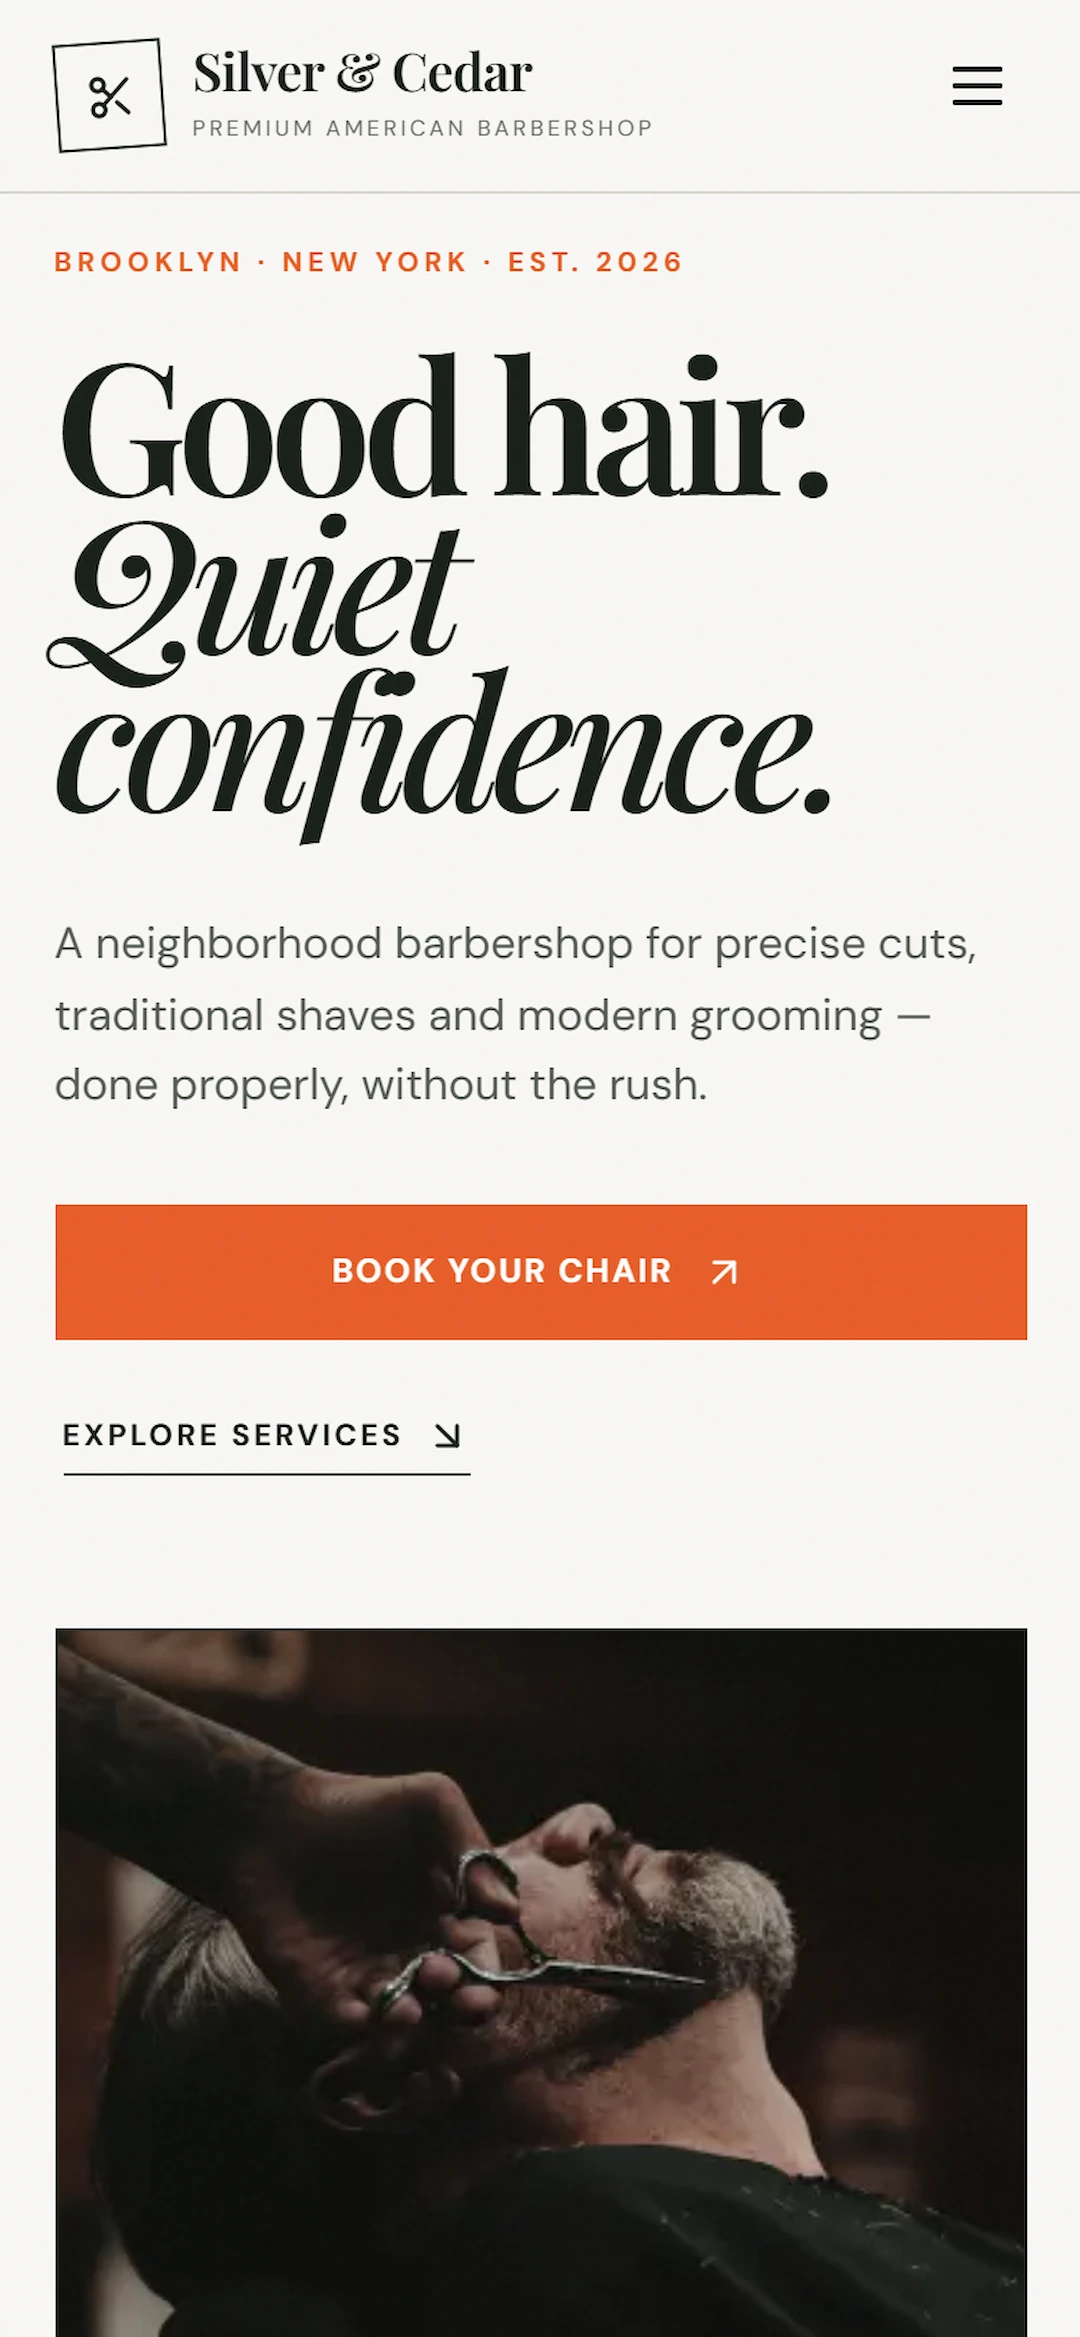 Silver & Cedar
PREMIUM AMERICAN BARBERSHOP
BROOKLYN · NEW YORK · EST. 2026
Good hair.
Quiet
confidence.
A neighborhood barbershop for precise cuts,
traditional shaves and modern grooming —
done properly, without the rush.
BOOK YOUR CHAIR
EXPLORE SERVICES